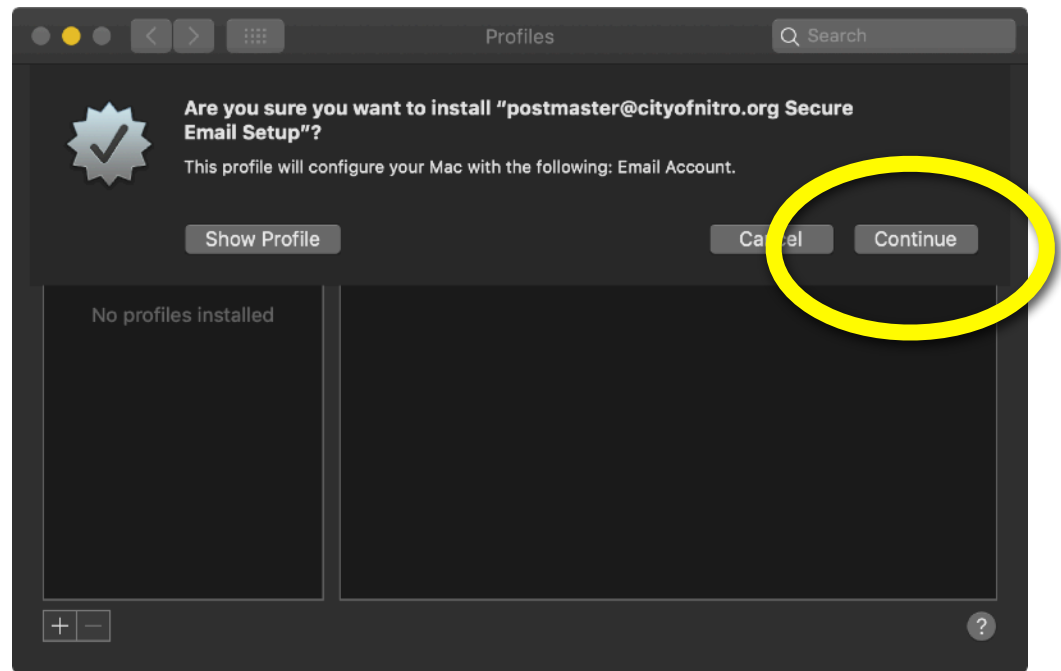 Profiles
Search
Are you sure you want to install "postmaster@cityofnitro.org Secure
Email Setup"?
This profile will configure your Mac with the following: Email Account.
Show Profile
Cancel
Continue
No profiles installed
?